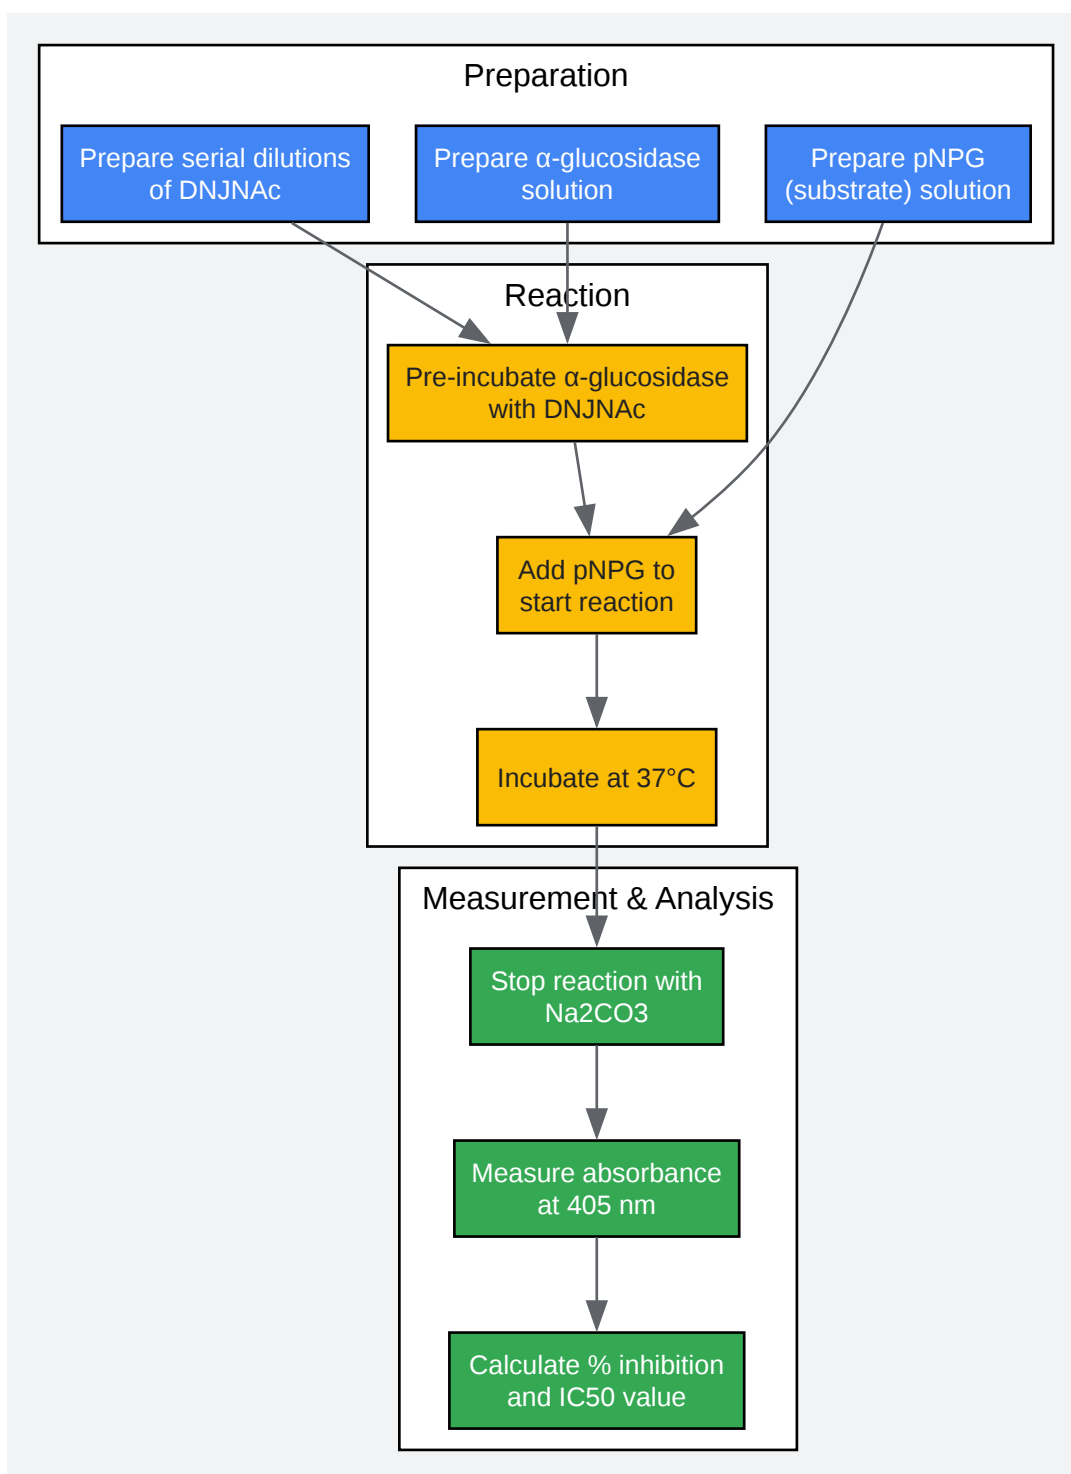 Preparation
Prepare serial dilutions
of DNJNAc
Prepare α-glucosidase
solution
Prepare pNPG
(substrate) solution
Reaction
Pre-incubate α-glucosidase
with DNJNAc
Add pNPG to
start reaction
Incubate at 37°C
Measurement & Analysis
Stop reaction with
Na2CO3
Measure absorbance
at 405 nm
Calculate % inhibition
and IC50 value